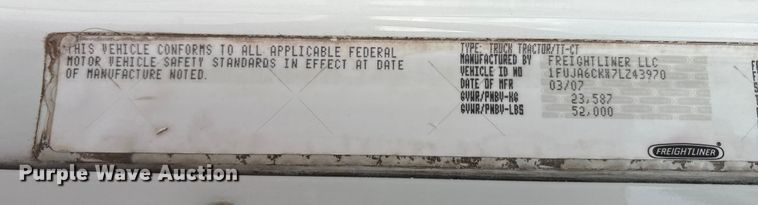 THIS VEHICLE CONFORMS TO ALL APPLICABLE FEDERAL
MOTOR VEHICLE SAFETY STANDARDS IN EFFECT AT DATE
OF MANUFACTURE NOTED.
TYPE: TRUCK TRACTOR/TT-CT
MANUFACTURED BY FREIGHTLINER LLC
VEHICLE ID NO 1FUJA6CKX7LZ43970
DATE OF MFR 03/07
GVWR/PNBV-KG 23,587
GVWR/PNBV-LBS 52,000
FREIGHTLINER
Purple Wave Auction